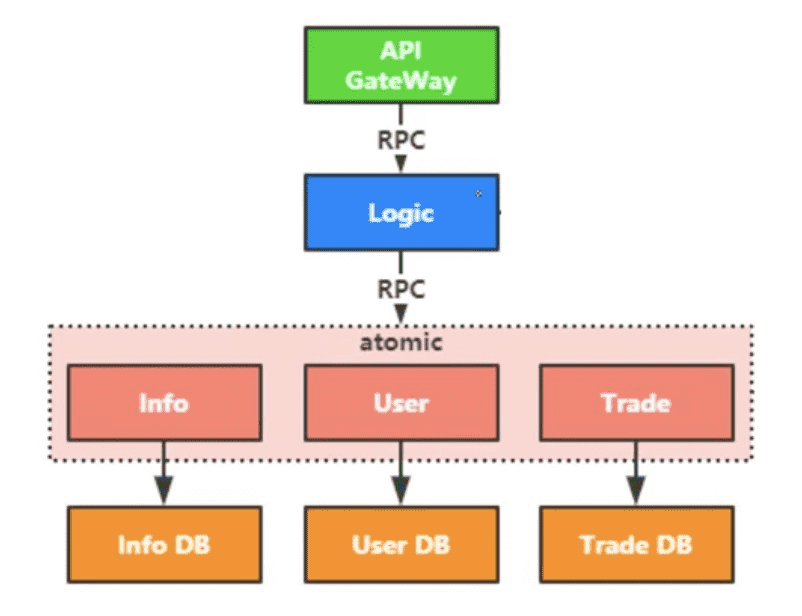 API
GateWay
RPC
Logic
RPC
atomic
Info
User
Trade
Info DB
User DB
Trade DB